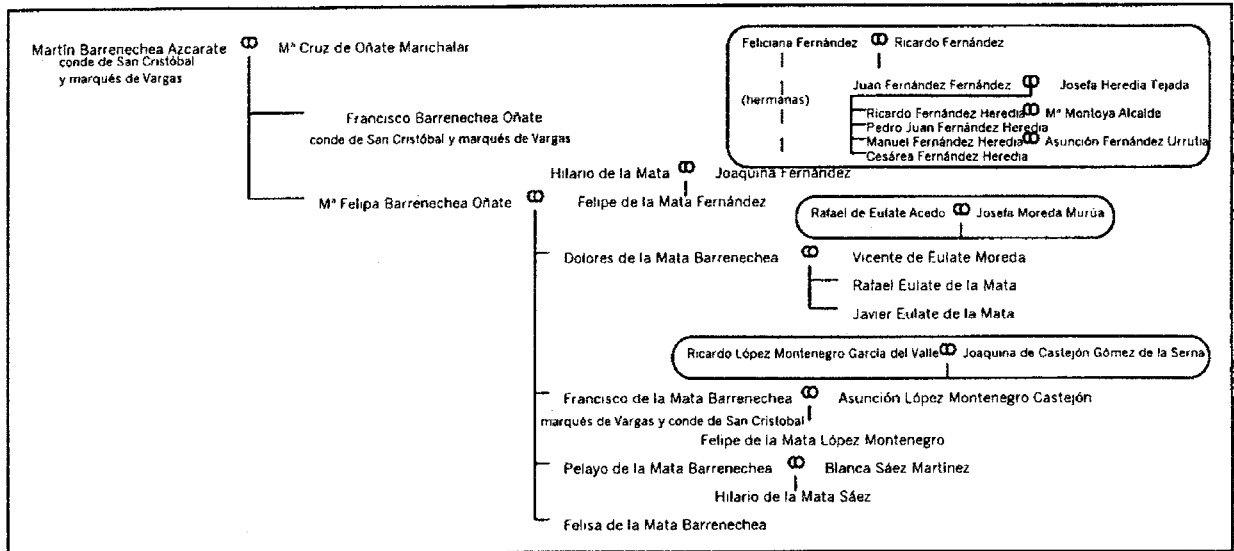 Martín Barrenechea Azcarate Mª Cruz de Oñate Marichalar
conde de San Cristóbal
y marqués de Vargas
Feliciana Fernández Ricardo Fernández
Juan Fernández Fernández Josefa Heredia Tejada
(hermanas)
Ricardo Fernández Heredia Mª Montoya Alcalde
Pedro Juan Fernández Heredia
Manuel Fernández Heredia Asunción Fernández Urrutia
Cesárea Fernández Heredia
Francisco Barrenechea Oñate
conde de San Cristóbal y marqués de Vargas
Hilario de la Mata Joaquina Fernández
Mª Felipa Barrenechea Oñate Felipe de la Mata Fernández
Rafael de Eulate Acedo Josefa Moreda Murúa
Dolores de la Mata Barrenechea Vicente de Eulate Moreda
Rafael Eulate de la Mata
Javier Eulate de la Mata
Ricardo López Montenegro García del Valle Joaquina de Castejón Gómez de la Serna
Francisco de la Mata Barrenechea Asunción López Montenegro Castejón
marqués de Vargas y conde de San Cristobal
Felipe de la Mata López Montenegro
Pelayo de la Mata Barrenechea Blanca Sáez Martinez
Hilario de la Mata Sáez
Felisa de la Mata Barrenechea